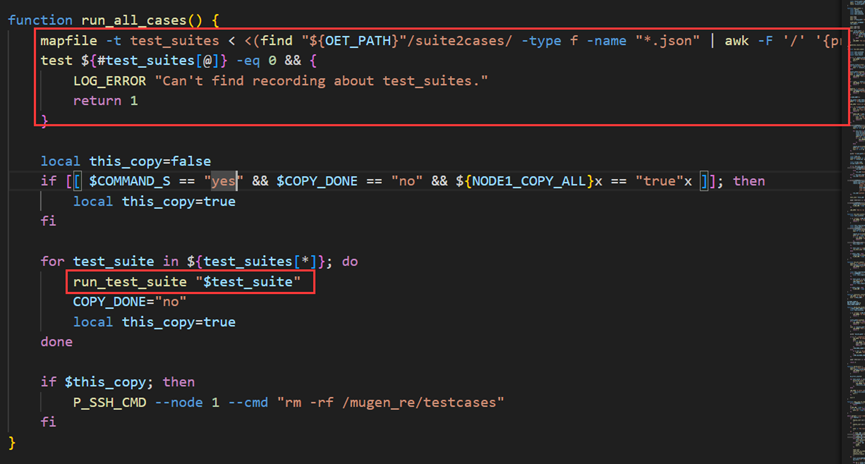 function run_all_cases() {
mapfile -t test_suites < <(find "${OET_PATH}"/suite2cases/ -type f -name "*.json" | awk -F '/' '{pr
test ${#test_suites[@]} -eq 0 && {
LOG_ERROR "Can't find recording about test_suites."
return 1
}
local this_copy=false
if [[ $COMMAND_S == "yes" && $COPY_DONE == "no" && ${NODE1_COPY_ALL}x == "true"x ]]; then
local this_copy=true
fi
for test_suite in ${test_suites[*]}; do
run_test_suite "$test_suite"
COPY_DONE="no"
local this_copy=true
done
if $this_copy; then
P_SSH_CMD --node 1 --cmd "rm -rf /mugen_re/testcases"
fi
}